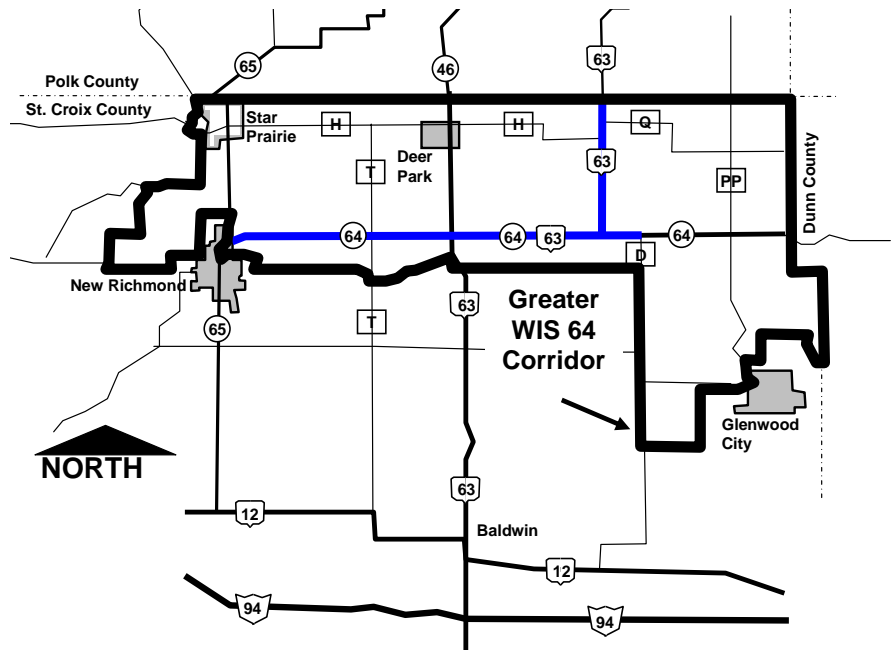 65
46
63
Polk County
St. Croix County
Star
Prairie
H
Deer
Park
H
Q
63
T
PP
Dunn County
64
64
63
64
D
New Richmond
63
65
T
Greater
WIS 64
Corridor
Glenwood
City
NORTH
63
12
Baldwin
12
94
94